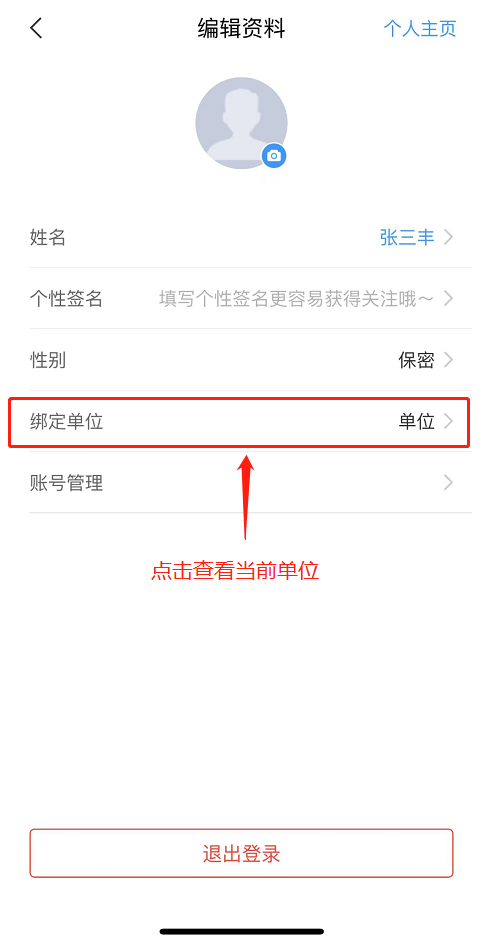 编辑资料 个人主页
姓名 张三丰
个性签名 填写个性签名更容易获得关注哦～
性别 保密
绑定单位 单位
账号管理
点击查看当前单位
退出登录